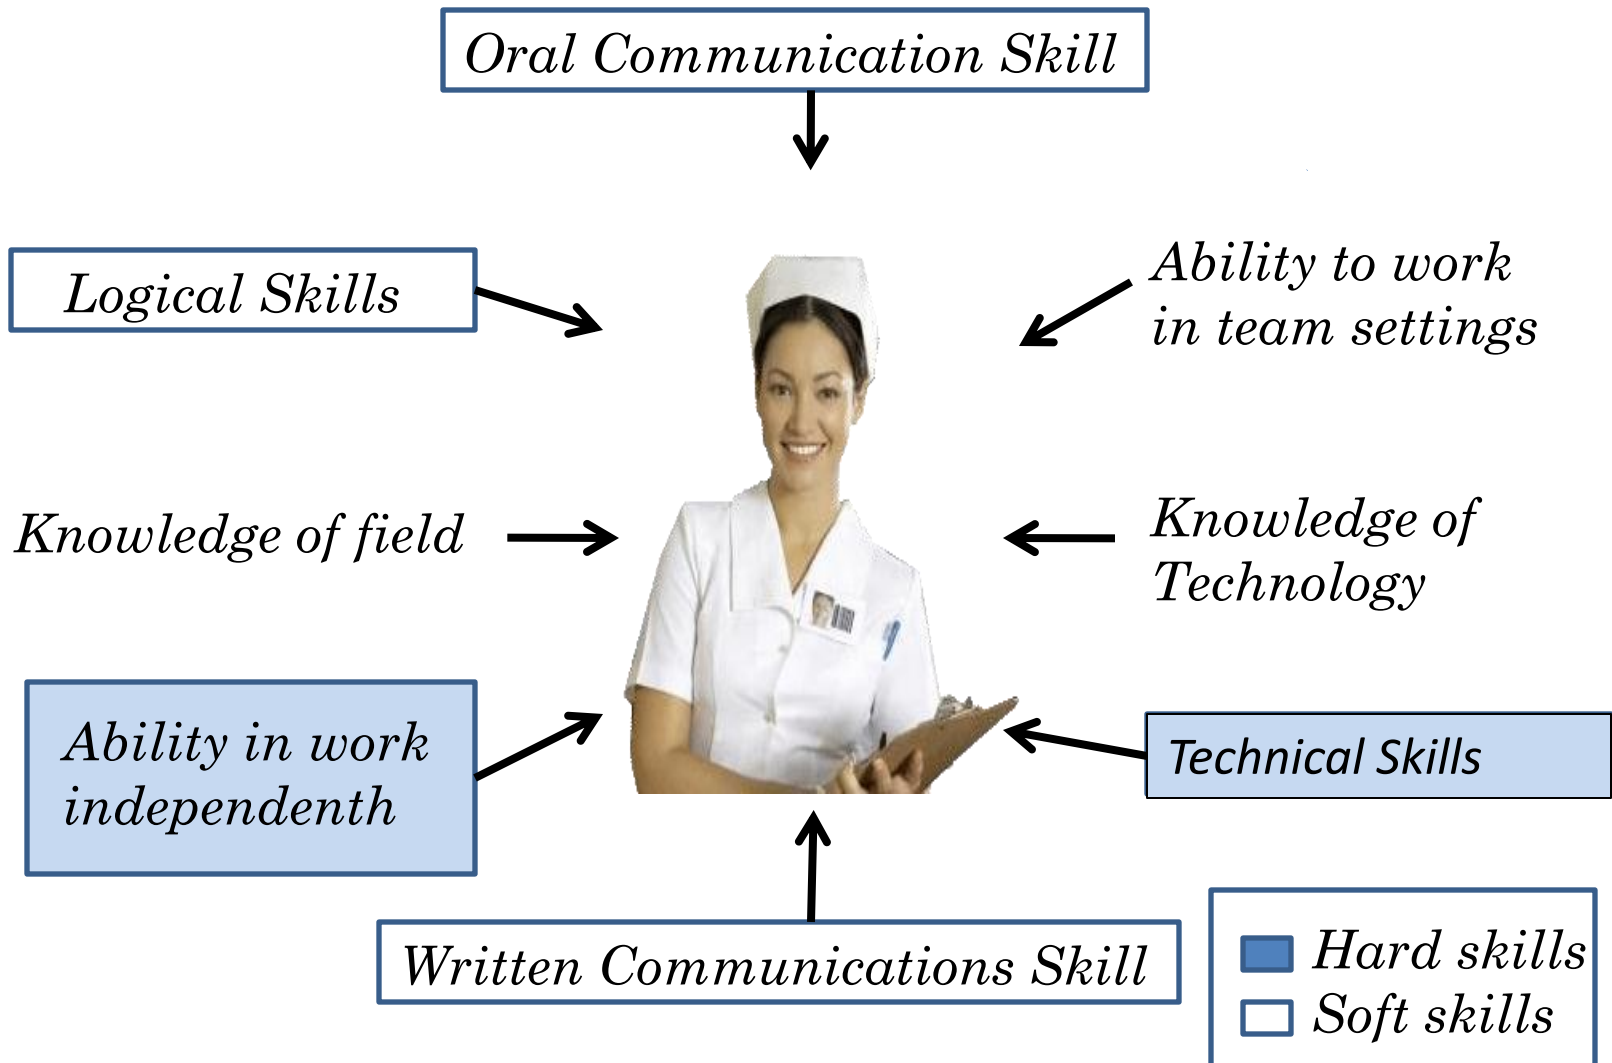 Oral Communication Skill
Logical Skills
Ability to work
in team settings
Knowledge of field
Knowledge of
Technology
Ability in work
independenth
Technical Skills
Written Communications Skill
Hard skills
Soft skills